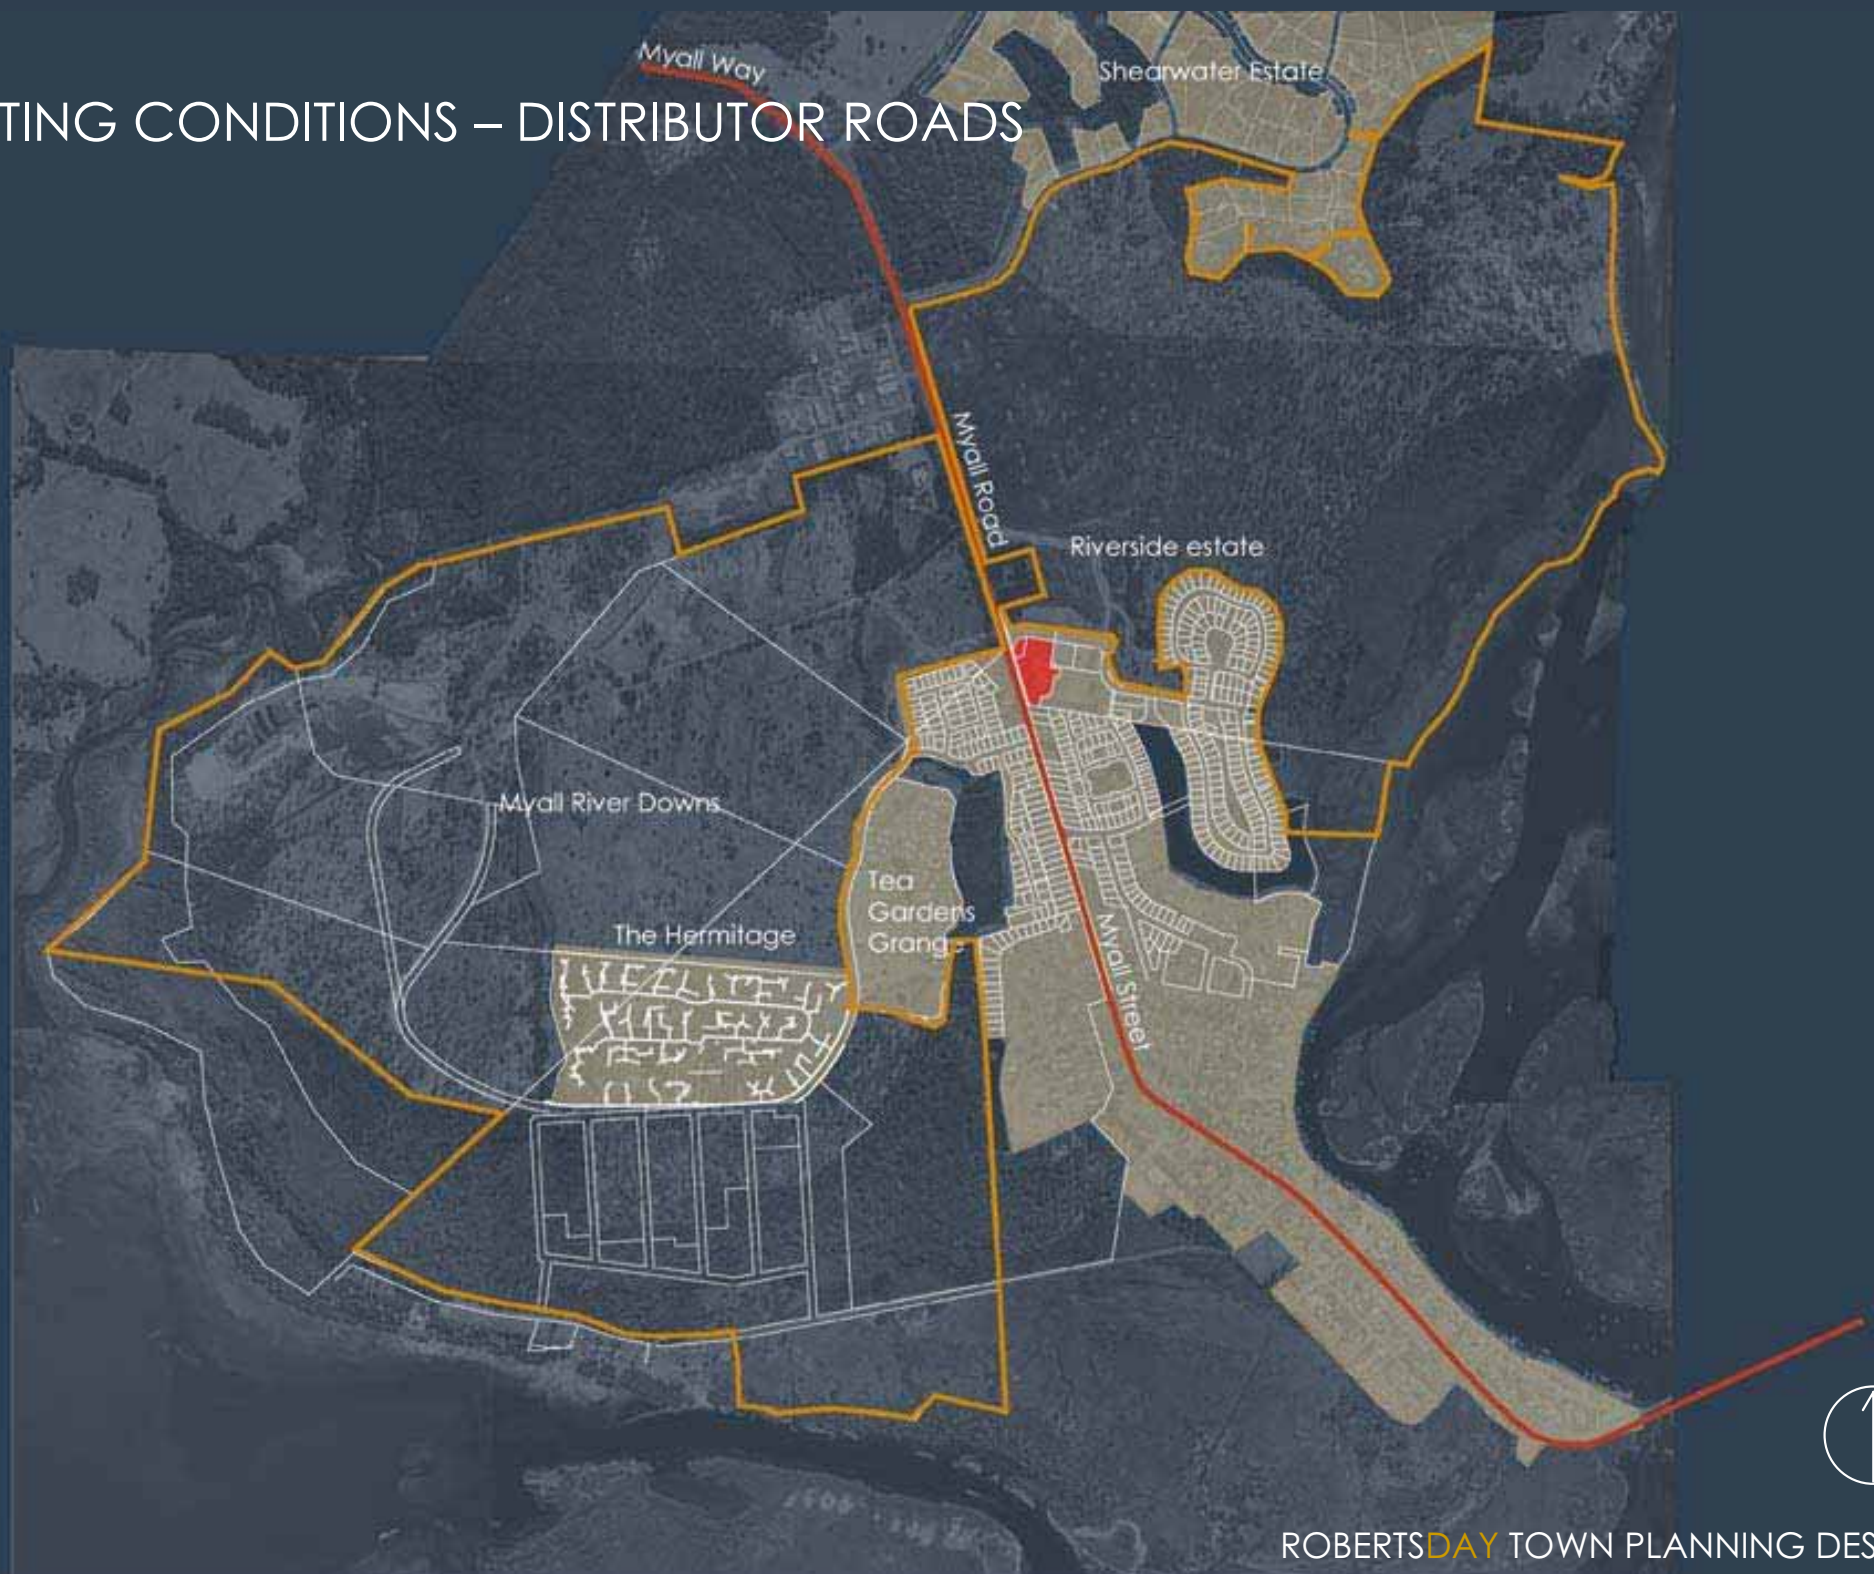 Myall Way
Shearwater Estate
TING CONDITIONS – DISTRIBUTOR ROADS
Myall Road
Riverside estate
Myall River Downs
Tea
Gardens
Grange
The Hermitage
Myall Street
ROBERTSDAY TOWN PLANNING DES